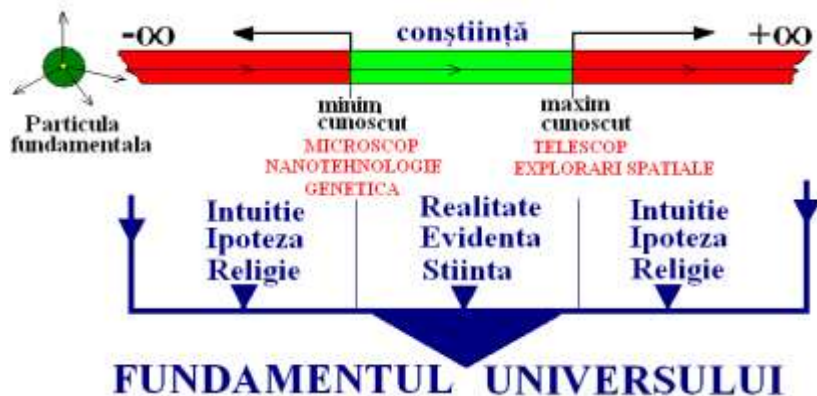 -∞ conştiinţă +∞
Particula
fundamentala
minim
cunoscut
MICROSCOP
NANOTEHNOLOGIE
GENETICA
maxim
cunoscut
TELESCOP
EXPLORARI SPATIALE
Intuitie
Ipoteza
Religie
Realitate
Evidenta
Stiinta
Intuitie
Ipoteza
Religie
FUNDAMENTUL UNIVERSULUI